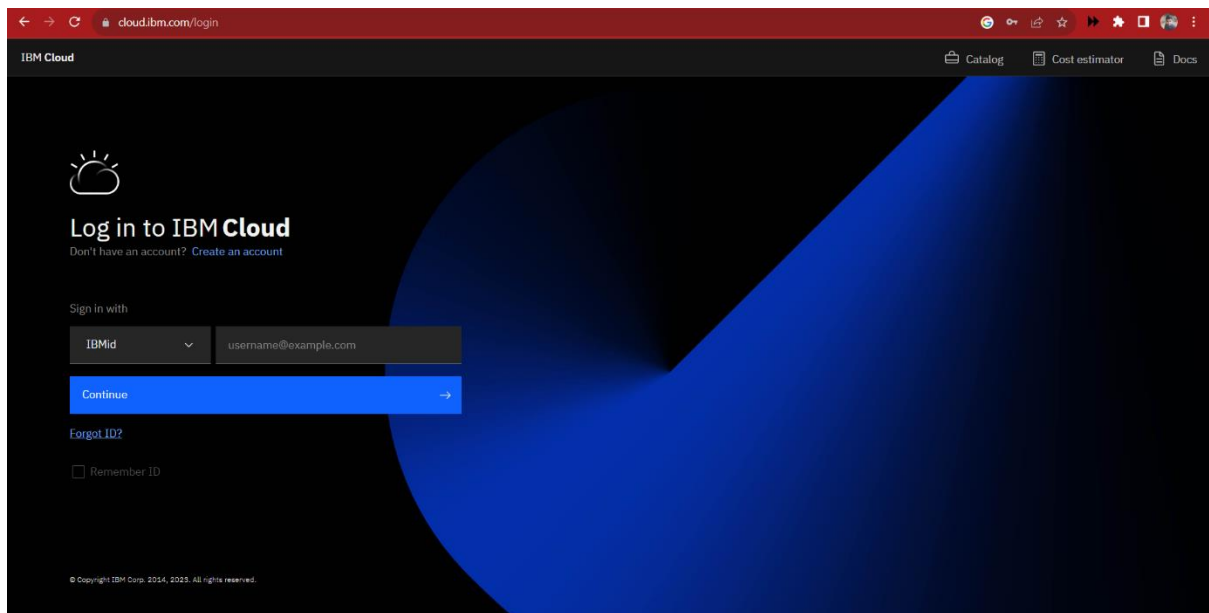 cloud.ibm.com/login
IBM Cloud
Catalog
Cost estimator
Docs
Log in to IBM Cloud
Don't have an account? Create an account
Sign in with
IBMid
username@example.com
Continue
Forgot ID?
Remember ID
© Copyright IBM Corp. 2014, 2023. All rights reserved.